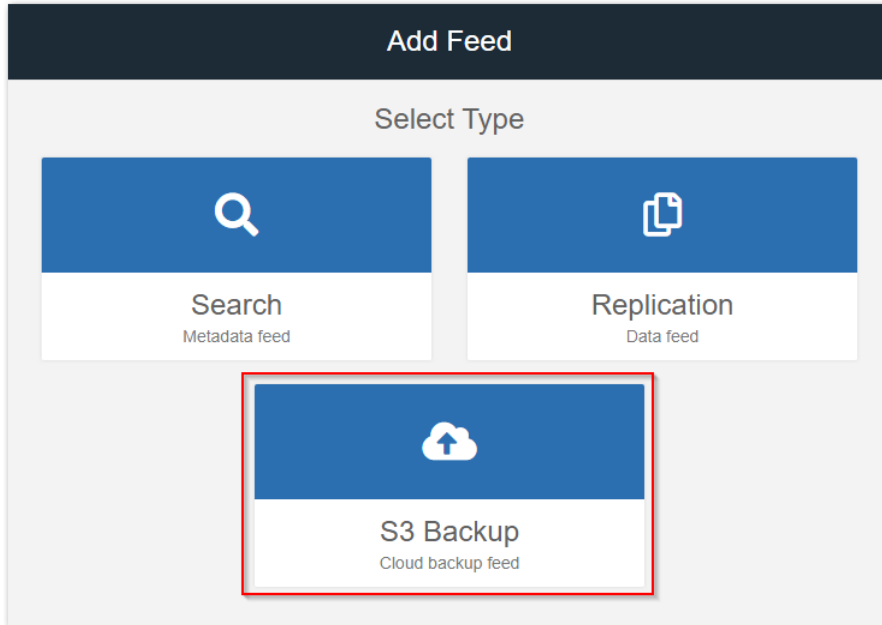 Add Feed
Select Type
Search
Metadata feed
Replication
Data feed
S3 Backup
Cloud backup feed